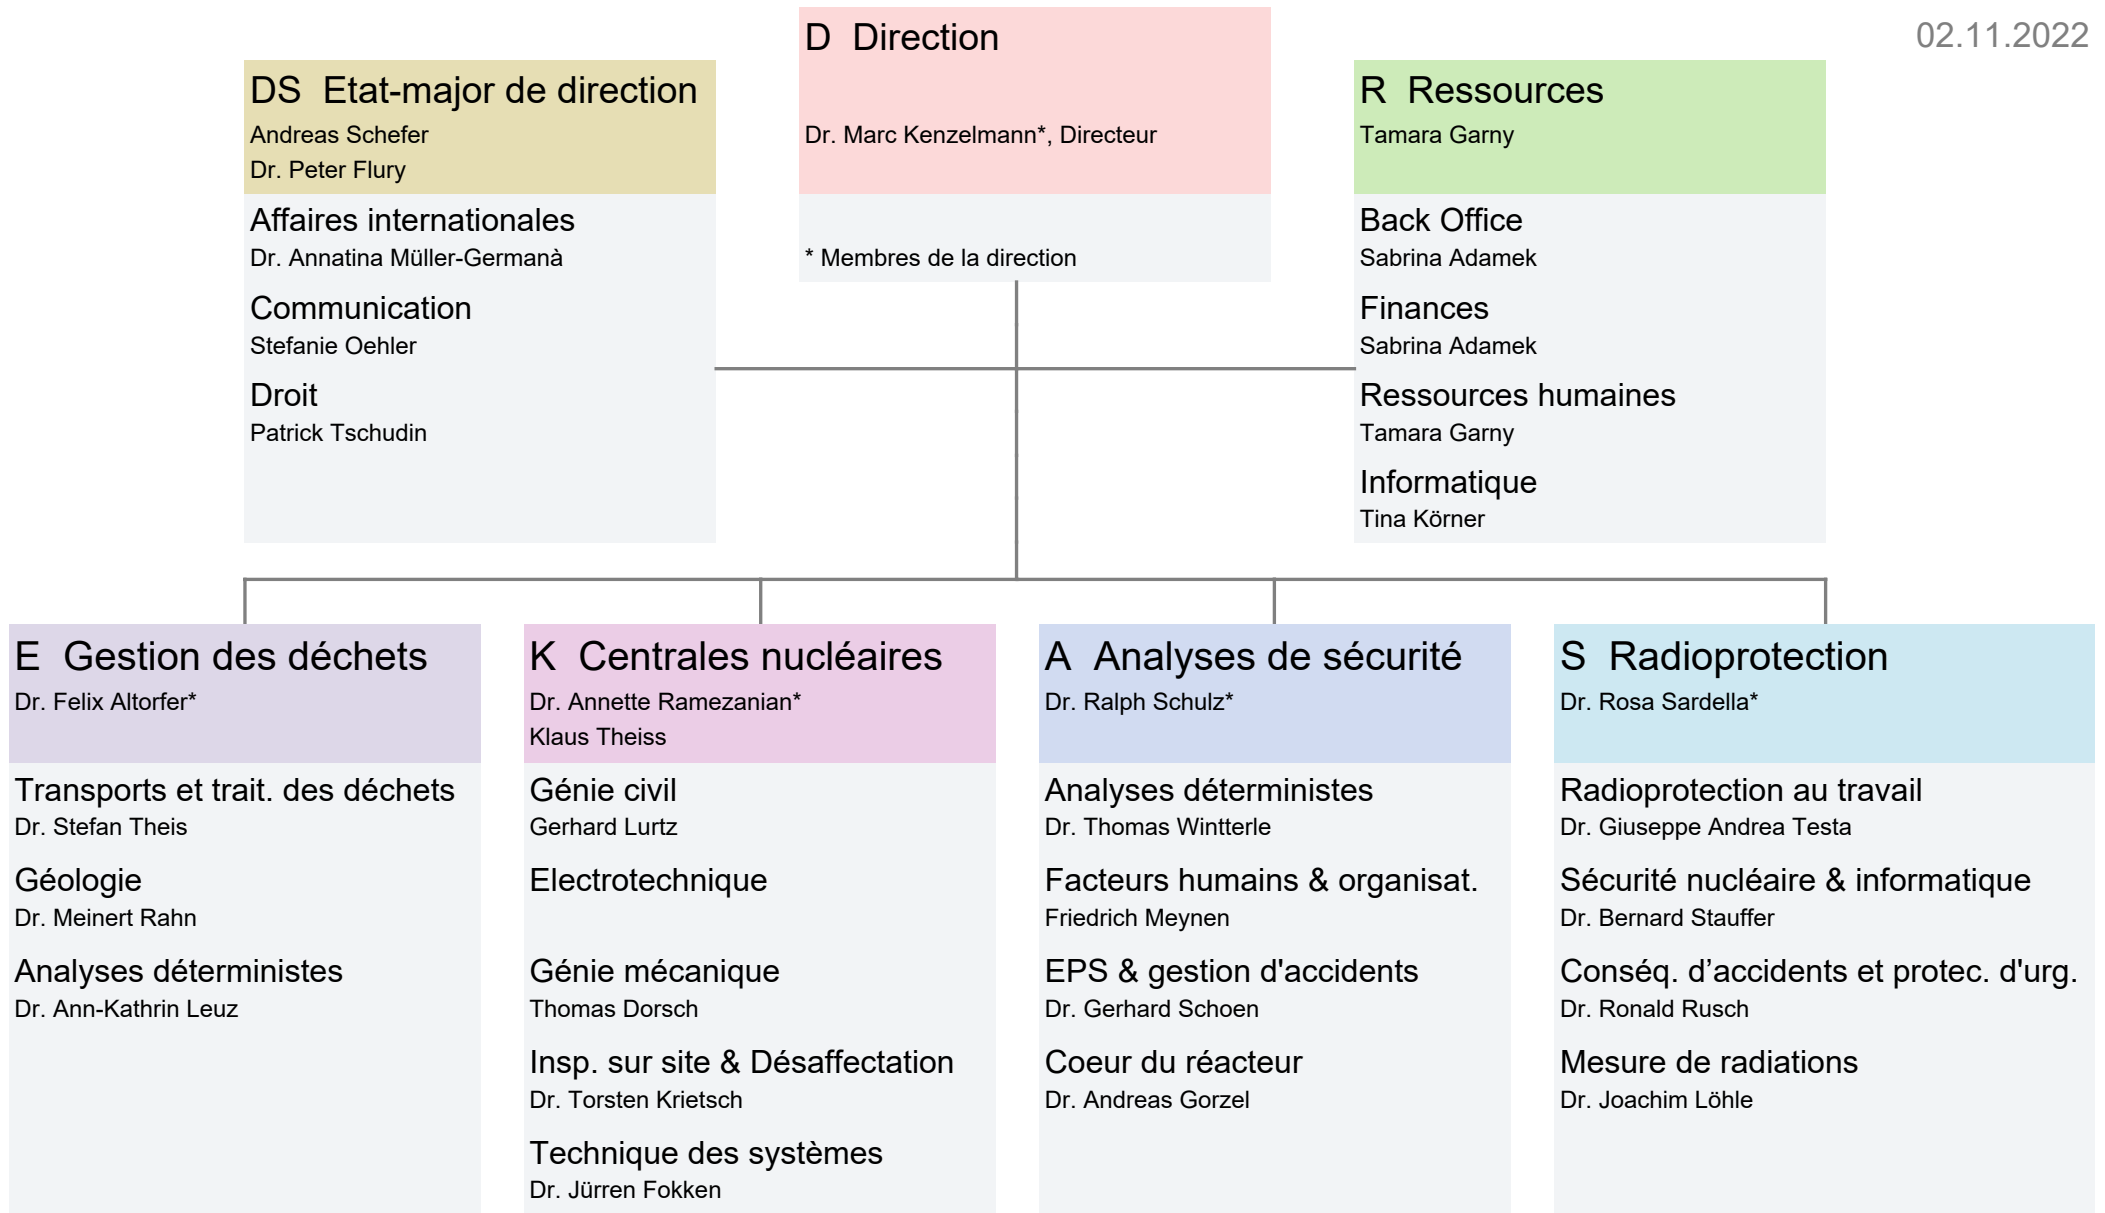 02.11.2022
D Direction
Dr. Marc Kenzelmann*, Directeur
* Membres de la direction
DS Etat-major de direction
Andreas Schefer
Dr. Peter Flury
Affaires internationales
Dr. Annatina Müller-Germanà
Communication
Stefanie Oehler
Droit
Patrick Tschudin
R Ressources
Tamara Garny
Back Office
Sabrina Adamek
Finances
Sabrina Adamek
Ressources humaines
Tamara Garny
Informatique
Tina Körner
E Gestion des déchets
Dr. Felix Altorfer*
Transports et trait. des déchets
Dr. Stefan Theis
Géologie
Dr. Meinert Rahn
Analyses déterministes
Dr. Ann-Kathrin Leuz
K Centrales nucléaires
Dr. Annette Ramezanian*
Klaus Theiss
Génie civil
Gerhard Lurtz
Electrotechnique
Génie mécanique
Thomas Dorsch
Insp. sur site & Désaffectation
Dr. Torsten Krietsch
Technique des systèmes
Dr. Jürren Fokken
A Analyses de sécurité
Dr. Ralph Schulz*
Analyses déterministes
Dr. Thomas Wintterle
Facteurs humains & organisat.
Friedrich Meynen
EPS & gestion d'accidents
Dr. Gerhard Schoen
Coeur du réacteur
Dr. Andreas Gorzel
S Radioprotection
Dr. Rosa Sardella*
Radioprotection au travail
Dr. Giuseppe Andrea Testa
Sécurité nucléaire & informatique
Dr. Bernard Stauffer
Conséq. d’accidents et protec. d'urg.
Dr. Ronald Rusch
Mesure de radiations
Dr. Joachim Löhle